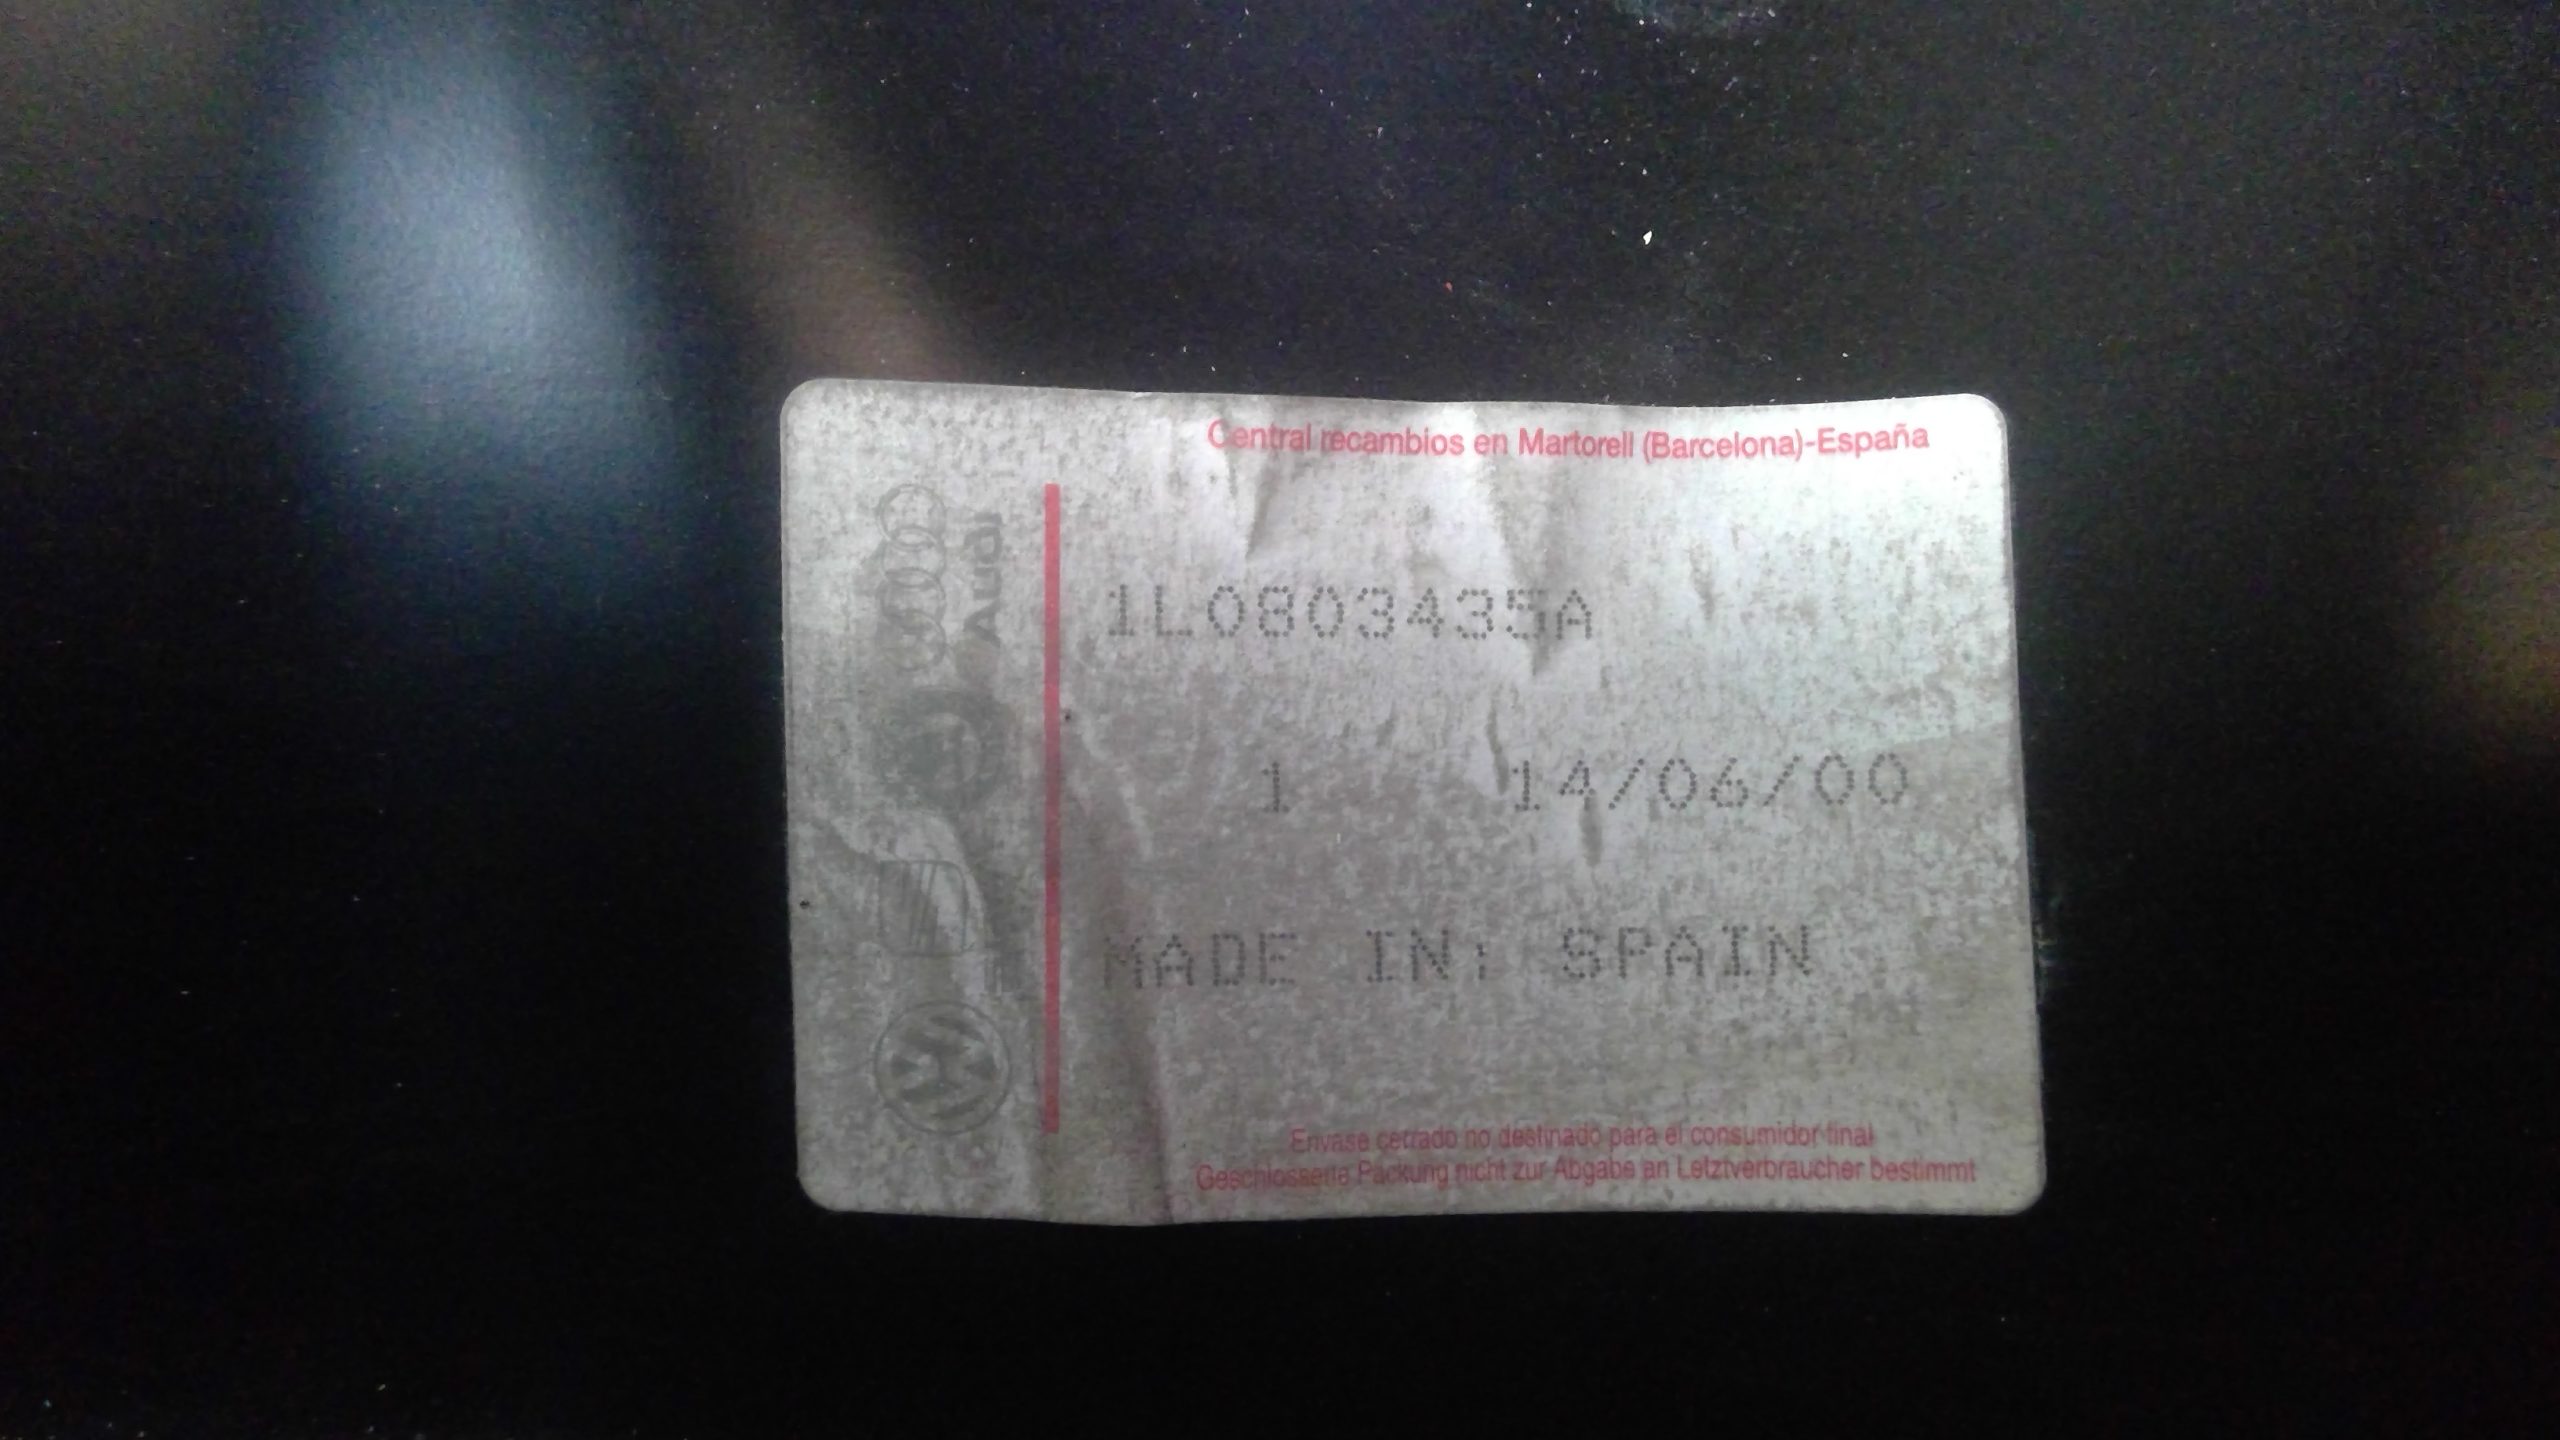 Central recambios en Martorell (Barcelona)-España
Audi
1L0803435A
1 14/06/00
MADE IN: SPAIN
Envase cerrado no destinado para el consumidor final
Geschlossene Packung nicht zur Abgabe an Letztverbraucher bestimmt